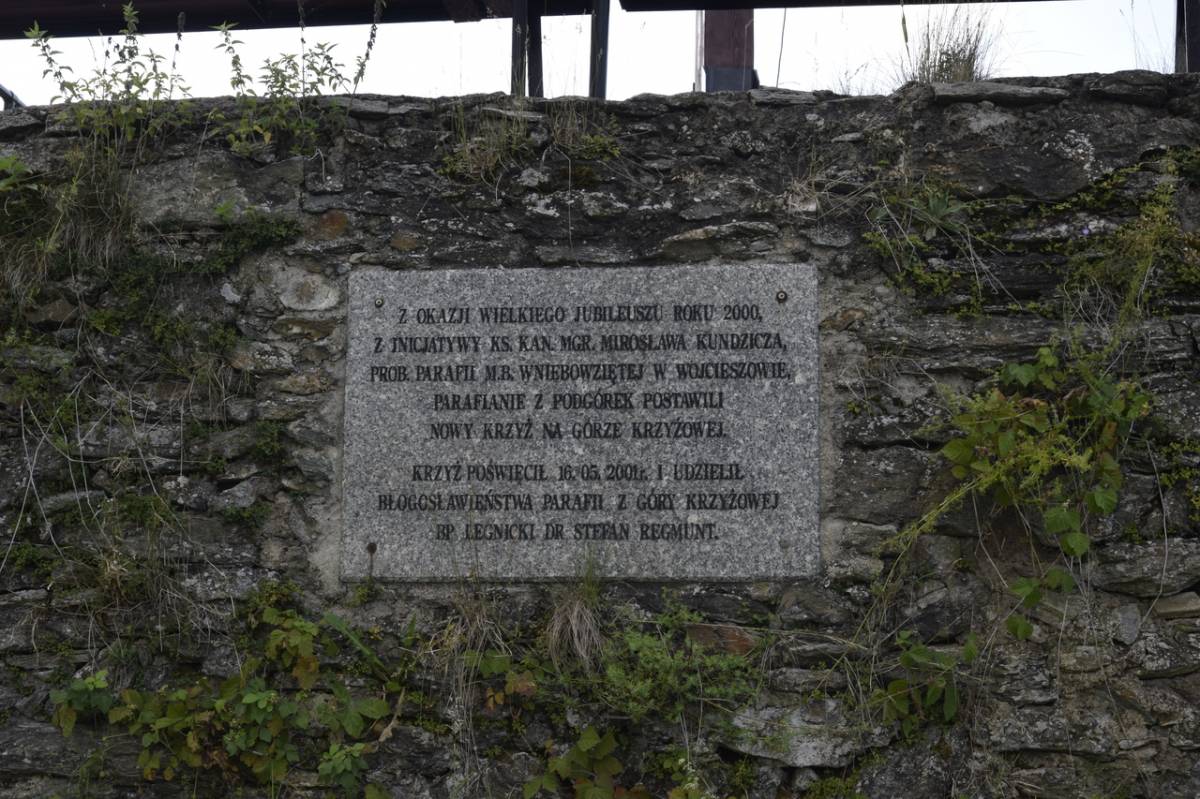 Z OKAZJI WIELKIEGO JUBILEUSZU ROKU 2000,
Z INICJATYWY KS. KAN. MGR. MIROSŁAWA KUNDZICZA,
PROB. PARAFII M.B. WNIEBOWZIĘTEJ W WOJCIESZOWIE,
PARAFIANIE Z PODGÓREK POSTAWILI
NOWY KRZYŻ NA GÓRZE KRZYŻOWEJ.
KRZYŻ POŚWIĘCIŁ 16.05.2001r. I UDZIELIŁ
BŁOGOSŁAWIEŃSTWA PARAFII Z GÓRY KRZYŻOWEJ
BP LEGNICKI DR STEFAN REGMUNT.